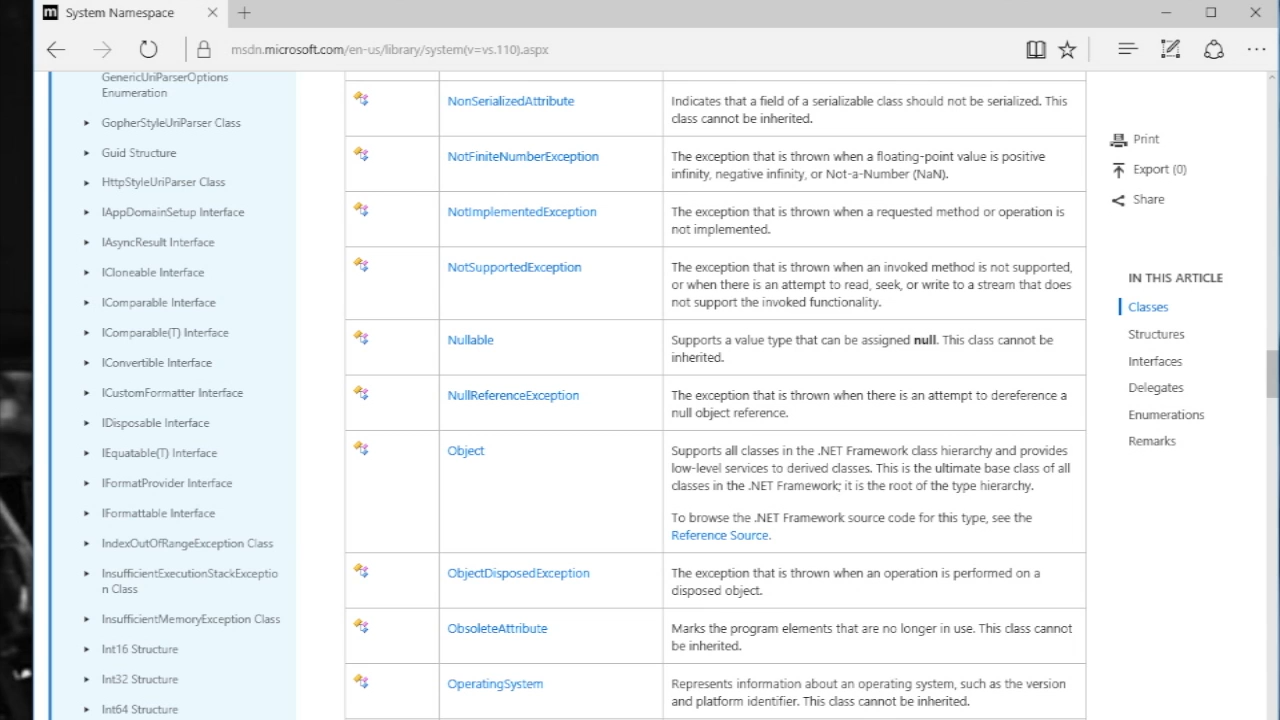 m System Namespace
msdn.microsoft.com/en-us/library/system(v=vs.110).aspx
GenericUriParserOptions
Enumeration
GopherStyleUriParser Class
Guid Structure
HttpStyleUriParser Class
IAppDomainSetup Interface
IAsyncResult Interface
ICloneable Interface
IComparable Interface
IComparable(T) Interface
IConvertible Interface
ICustomFormatter Interface
IDisposable Interface
IEquatable(T) Interface
IFormatProvider Interface
IFormattable Interface
IndexOutOfRangeException Class
InsufficientExecutionStackExceptio
n Class
InsufficientMemoryException Class
Int16 Structure
Int32 Structure
Int64 Structure
NonSerializedAttribute
Indicates that a field of a serializable class should not be serialized. This
class cannot be inherited.
NotFiniteNumberException
The exception that is thrown when a floating-point value is positive
infinity, negative infinity, or Not-a-Number (NaN).
NotImplementedException
The exception that is thrown when a requested method or operation is
not implemented.
NotSupportedException
The exception that is thrown when an invoked method is not supported,
or when there is an attempt to read, seek, or write to a stream that does
not support the invoked functionality.
Nullable
Supports a value type that can be assigned null. This class cannot be
inherited.
NullReferenceException
The exception that is thrown when there is an attempt to dereference a
null object reference.
Object
Supports all classes in the .NET Framework class hierarchy and provides
low-level services to derived classes. This is the ultimate base class of all
classes in the .NET Framework; it is the root of the type hierarchy.
To browse the .NET Framework source code for this type, see the
Reference Source.
ObjectDisposedException
The exception that is thrown when an operation is performed on a
disposed object.
ObsoleteAttribute
Marks the program elements that are no longer in use. This class cannot
be inherited.
OperatingSystem
Represents information about an operating system, such as the version
and platform identifier. This class cannot be inherited.
Print
Export (0)
Share
IN THIS ARTICLE
Classes
Structures
Interfaces
Delegates
Enumerations
Remarks